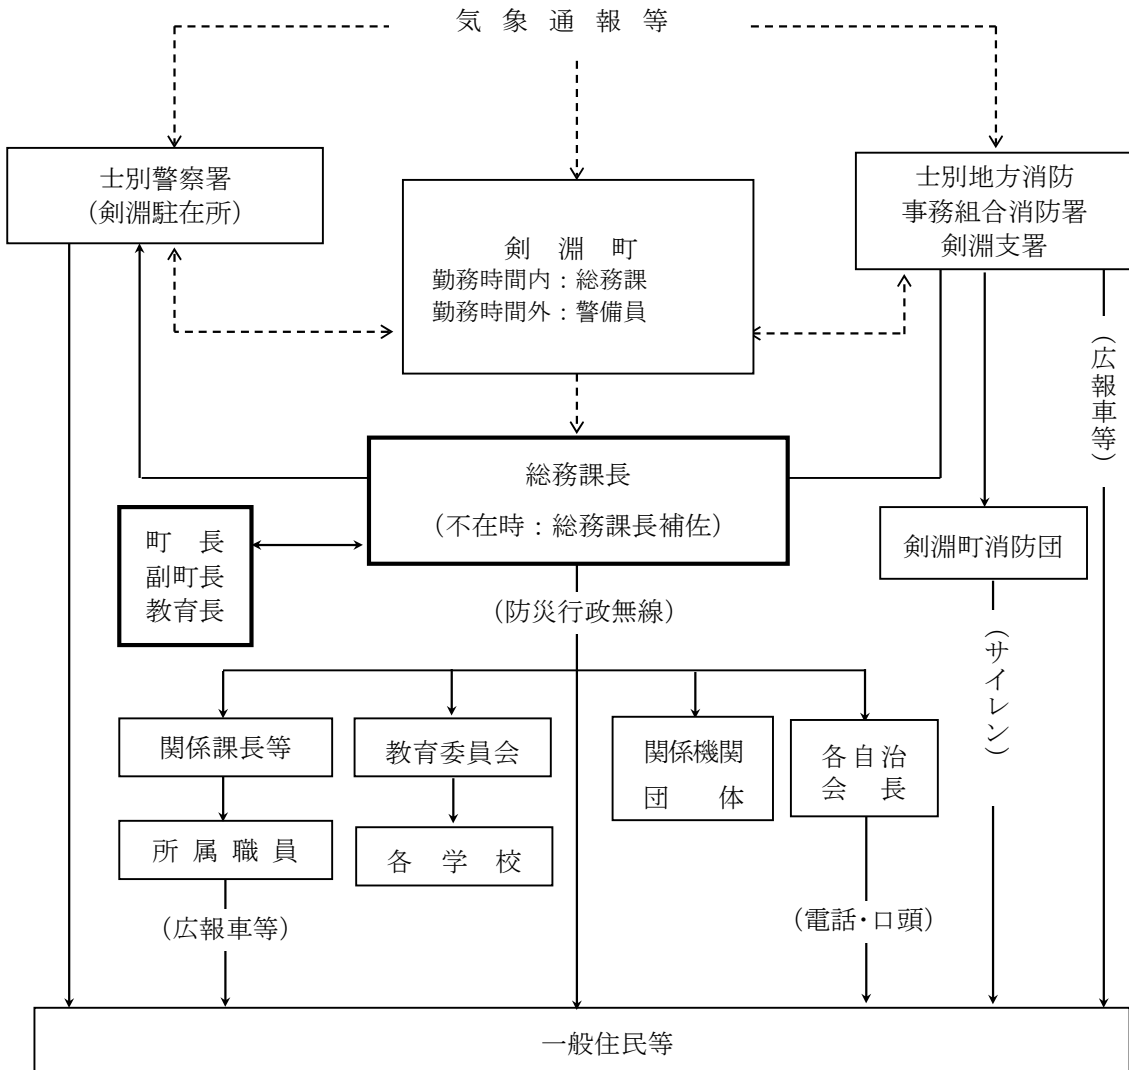 気 象 通 報 等
士別警察署
(剣淵駐在所)
剣 淵 町
勤務時間内：総務課
勤務時間外：警備員
士別地方消防
事務組合消防署
剣淵支署
(広報車等)
総務課長
(不在時：総務課長補佐)
町 長
副町長
教育長
剣淵町消防団
(防災行政無線)
(サイレン)
関係課長等
教育委員会
関係機関
団 体
各自治
会 長
所 属 職 員
各 学 校
(広報車等)
(電話・口頭)
一般住民等